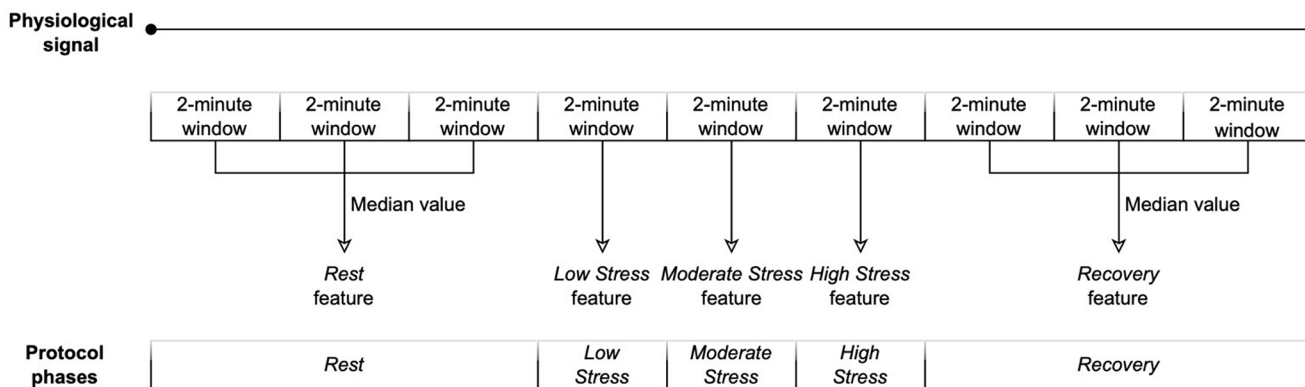 Physiological
signal
2-minute
window
2-minute
window
2-minute
window
2-minute
window
2-minute
window
2-minute
window
2-minute
window
2-minute
window
2-minute
window
Median value
Median value
Rest
feature
Low Stress
feature
Moderate Stress
feature
High Stress
feature
Recovery
feature
Protocol
phases
Rest
Low
Stress
Moderate
Stress
High
Stress
Recovery